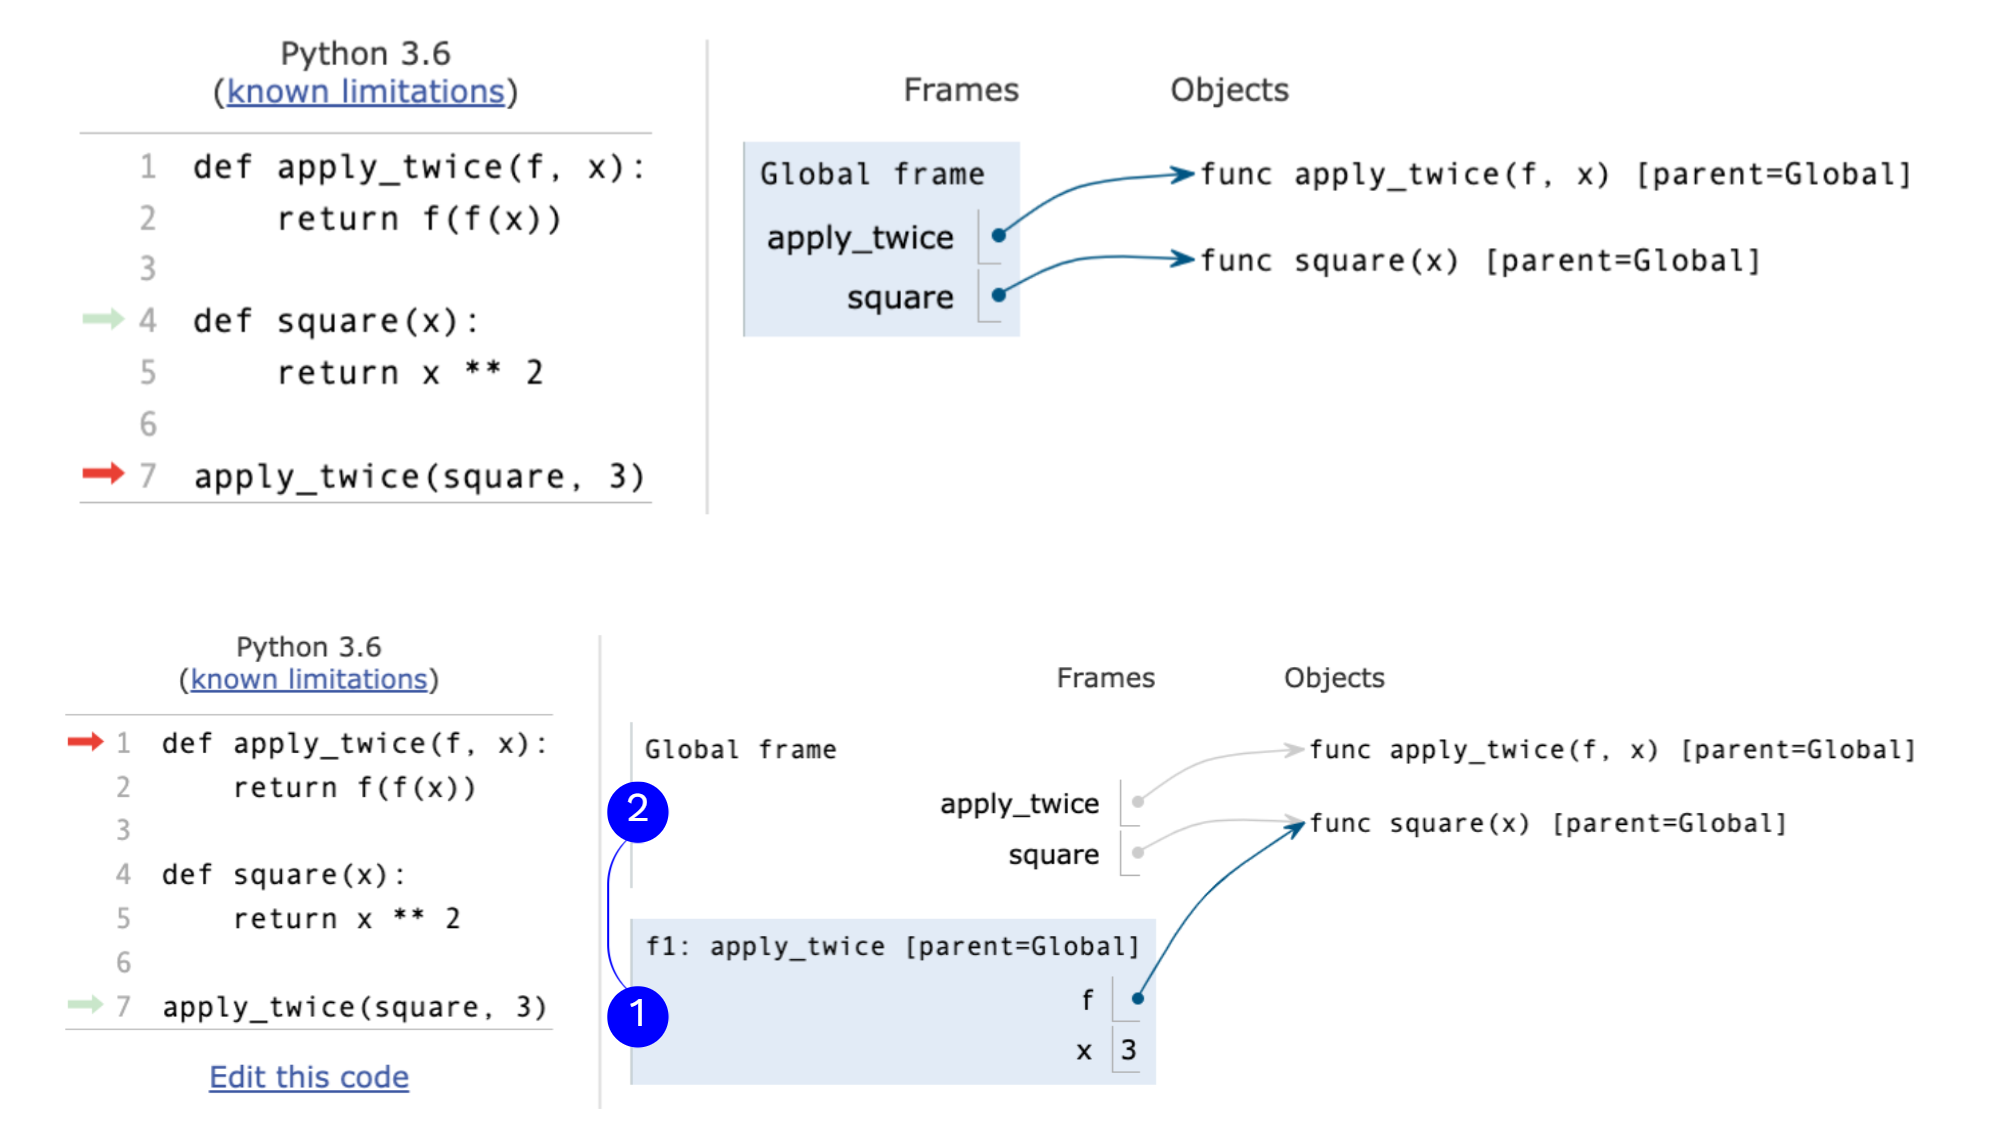 Python 3.6
(known limitations)
1 def apply_twice(f, x):
2     return f(f(x))
3
4 def square(x):
5     return x ** 2
6
7 apply_twice(square, 3)
Frames Objects
Global frame
apply_twice
square
func apply_twice(f, x) [parent=Global]
func square(x) [parent=Global]
Python 3.6
(known limitations)
1 def apply_twice(f, x):
2     return f(f(x))
3
4 def square(x):
5     return x ** 2
6
7 apply_twice(square, 3)
Edit this code
Frames Objects
Global frame
2
apply_twice
square
func apply_twice(f, x) [parent=Global]
func square(x) [parent=Global]
f1: apply_twice [parent=Global]
1
f
x 3